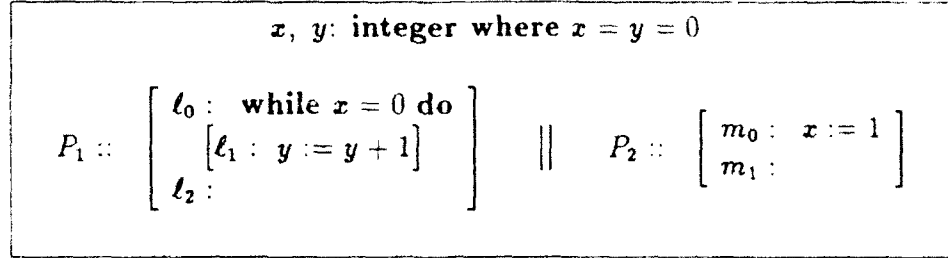 x, y: integer where x = y = 0
P₁ :: [ ℓ₀ : while x = 0 do
[ℓ₁ : y := y + 1]
ℓ₂ : ]
||
P₂ :: [ m₀ : x := 1
m₁ : ]